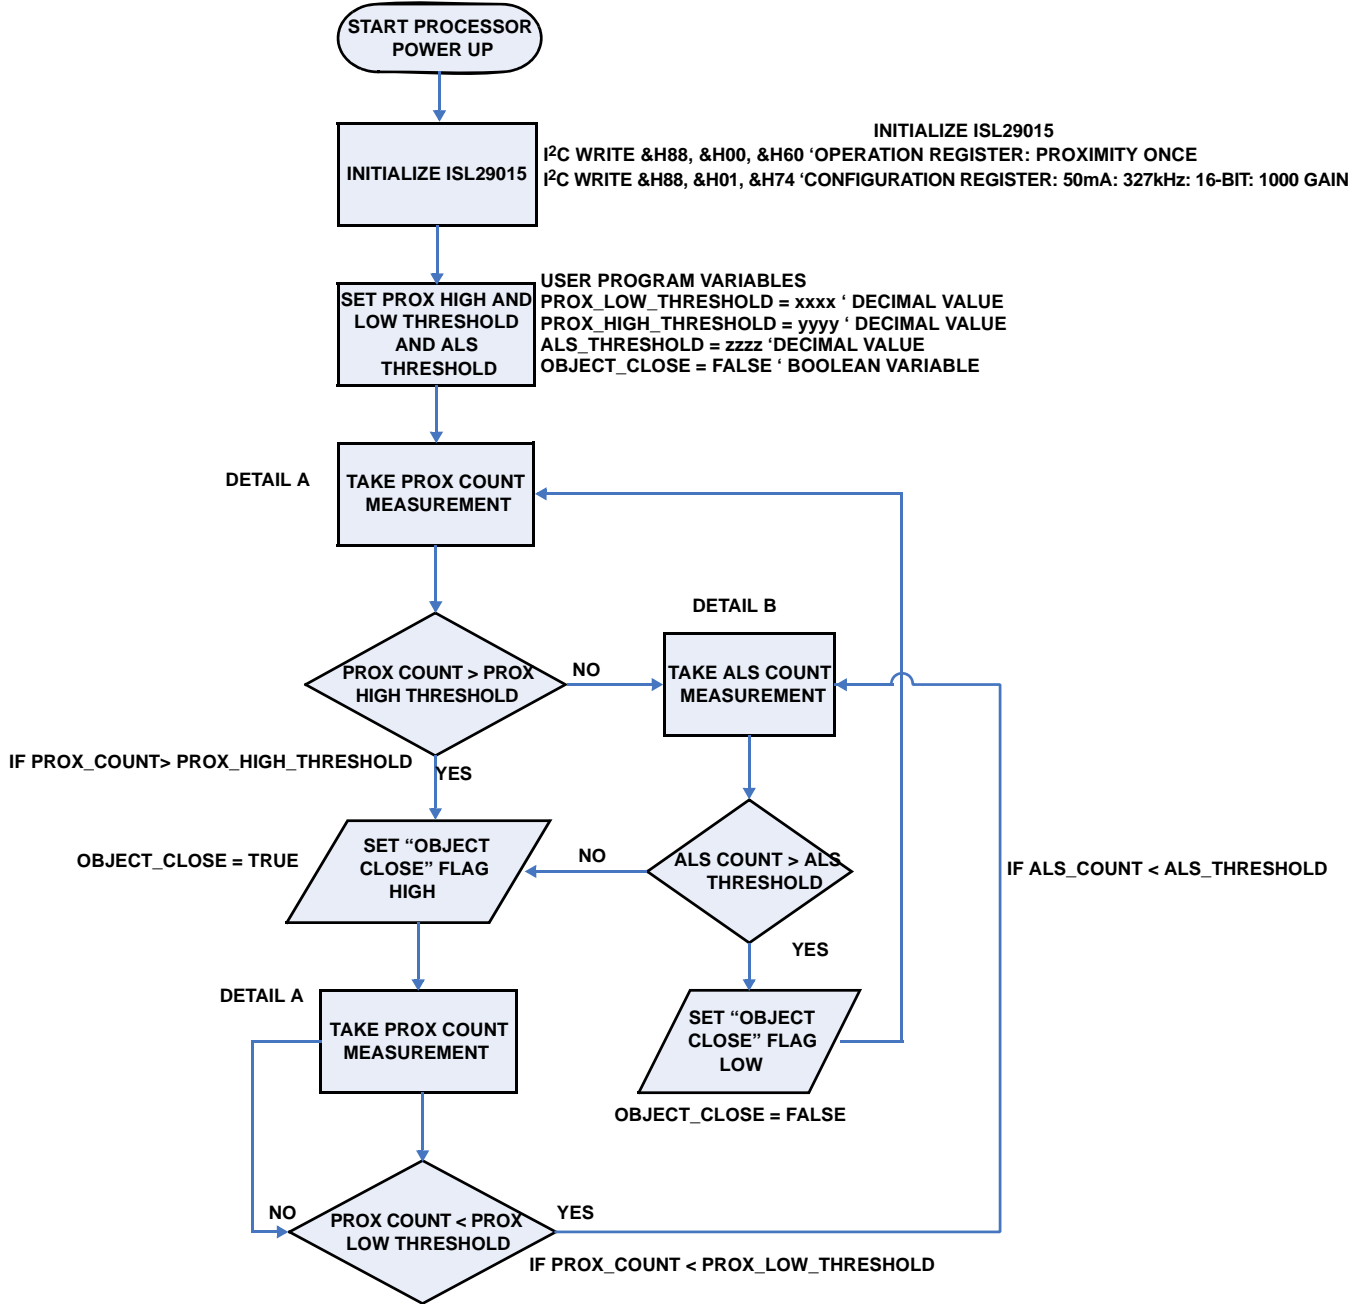 START PROCESSOR
POWER UP
INITIALIZE ISL29015
INITIALIZE ISL29015
I²C WRITE &H88, &H00, &H60 ‘OPERATION REGISTER: PROXIMITY ONCE
I²C WRITE &H88, &H01, &H74 ‘CONFIGURATION REGISTER: 50mA: 327kHz: 16-BIT: 1000 GAIN
SET PROX HIGH AND
LOW THRESHOLD
AND ALS
THRESHOLD
USER PROGRAM VARIABLES
PROX_LOW_THRESHOLD = xxxx ‘ DECIMAL VALUE
PROX_HIGH_THRESHOLD = yyyy ‘ DECIMAL VALUE
ALS_THRESHOLD = zzzz ‘DECIMAL VALUE
OBJECT_CLOSE = FALSE ‘ BOOLEAN VARIABLE
DETAIL A
TAKE PROX COUNT
MEASUREMENT
DETAIL B
PROX COUNT > PROX
HIGH THRESHOLD
NO
TAKE ALS COUNT
MEASUREMENT
IF PROX_COUNT> PROX_HIGH_THRESHOLD
YES
OBJECT_CLOSE = TRUE
SET “OBJECT
CLOSE” FLAG
HIGH
NO
ALS COUNT > ALS
THRESHOLD
IF ALS_COUNT < ALS_THRESHOLD
YES
DETAIL A
TAKE PROX COUNT
MEASUREMENT
SET “OBJECT
CLOSE” FLAG
LOW
OBJECT_CLOSE = FALSE
NO
PROX COUNT < PROX
LOW THRESHOLD
YES
IF PROX_COUNT < PROX_LOW_THRESHOLD